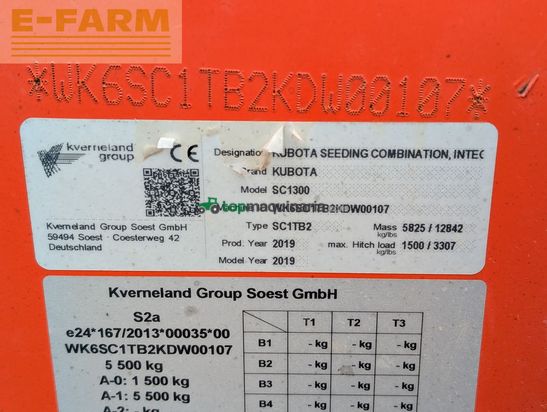 E-FARM
*WK6SC1TB2KDW00107*
kverneland group
CE
Designation KUBOTA SEEDING COMBINATION, INTEG
Brand KUBOTA
Model SC1300
WK6SC1TB2KDW00107
topmaquinaria
Kverneland Group Soest GmbH
59494 Soest · Coesterweg 42
Deutschland
Type SC1TB2
Mass kg/lbs 5825 / 12842
Prod. Year 2019
max. Hitch load kg/lbs 1500 / 3307
Model Year 2019
Kverneland Group Soest GmbH
S2a
e24*167/2013*00035*00
WK6SC1TB2KDW00107
5 500 kg
A-0: 1 500 kg
A-1: 5 500 kg
A-2: - kg
T1 T2 T3
B1 - kg - kg - kg
B2 - kg - kg - kg
B3 - kg - kg - kg
B4 - kg - kg - kg